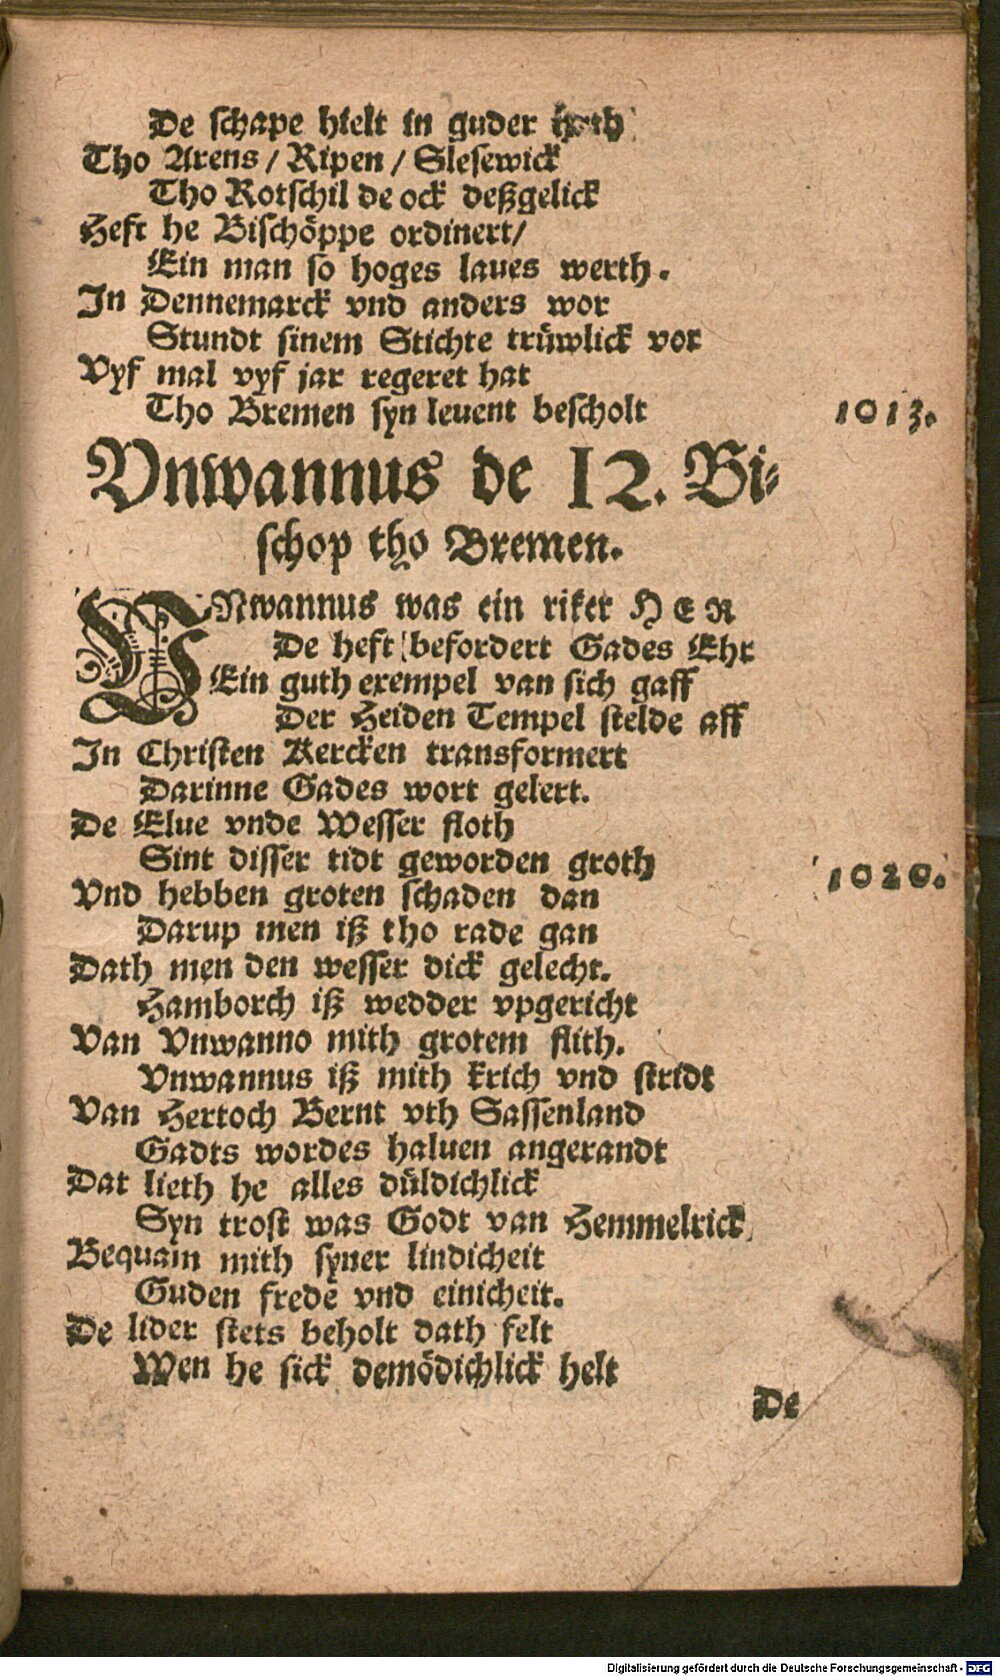 De schape hielt in guder
Tho Arens / Ripen / Slesewick
Tho Rotschil de ock deßgelick
Heft he Bischöppe ordinert/
Ein man so hoges laues werth.
In Dennemarck vnd anders wor
Stundt sinem Stichte trüwlick vor
Vyf mal vyf jar regeret hat
Tho Bremen syn leuent bescholt 1013.
Vnwannus de 12. Bi-
schop tho Bremen.
VNwannus was ein riker HER
De heft befordert Gades Ehr
Ein guth exempel van sich gaff
Der Heiden Tempel stelde aff
In Christen Kercken transformert
Darinne Gades wort gelert.
De Elue vnde Wesser floth
Sint disser tidt geworden groth 1020.
Vnd hebben groten schaden dan
Darup men iß tho rade gan
Dath men den wesser dick gelecht.
Hamborch iß wedder vpgericht
Van Vnwanno mith grotem flith.
Vnwannus iß mith krich vnd stridt
Van Hertoch Bernt vth Sassenland
Gadts wordes haluen angerandt
Dat lieth he alles düldichlick
Syn trost was Godt van Hemmelrick
Bequam mith syner lindicheit
Guden frede vnd einicheit.
De lider stets beholt dath felt
Wen he sick demödichlick helt
De
Digitalisierung gefördert durch die Deutsche Forschungsgemeinschaft - DFG